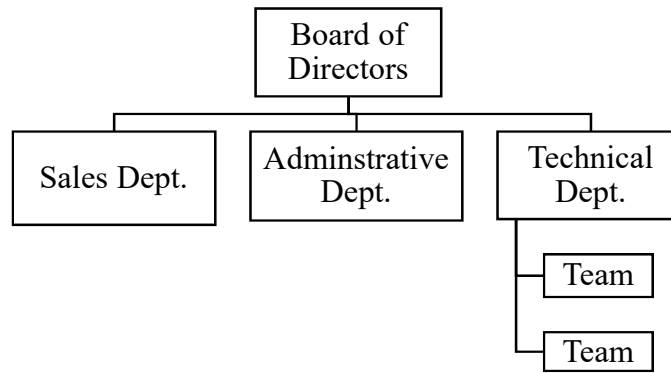 Board of
Directors
Sales Dept.
Adminstrative
Dept.
Technical
Dept.
Team
Team